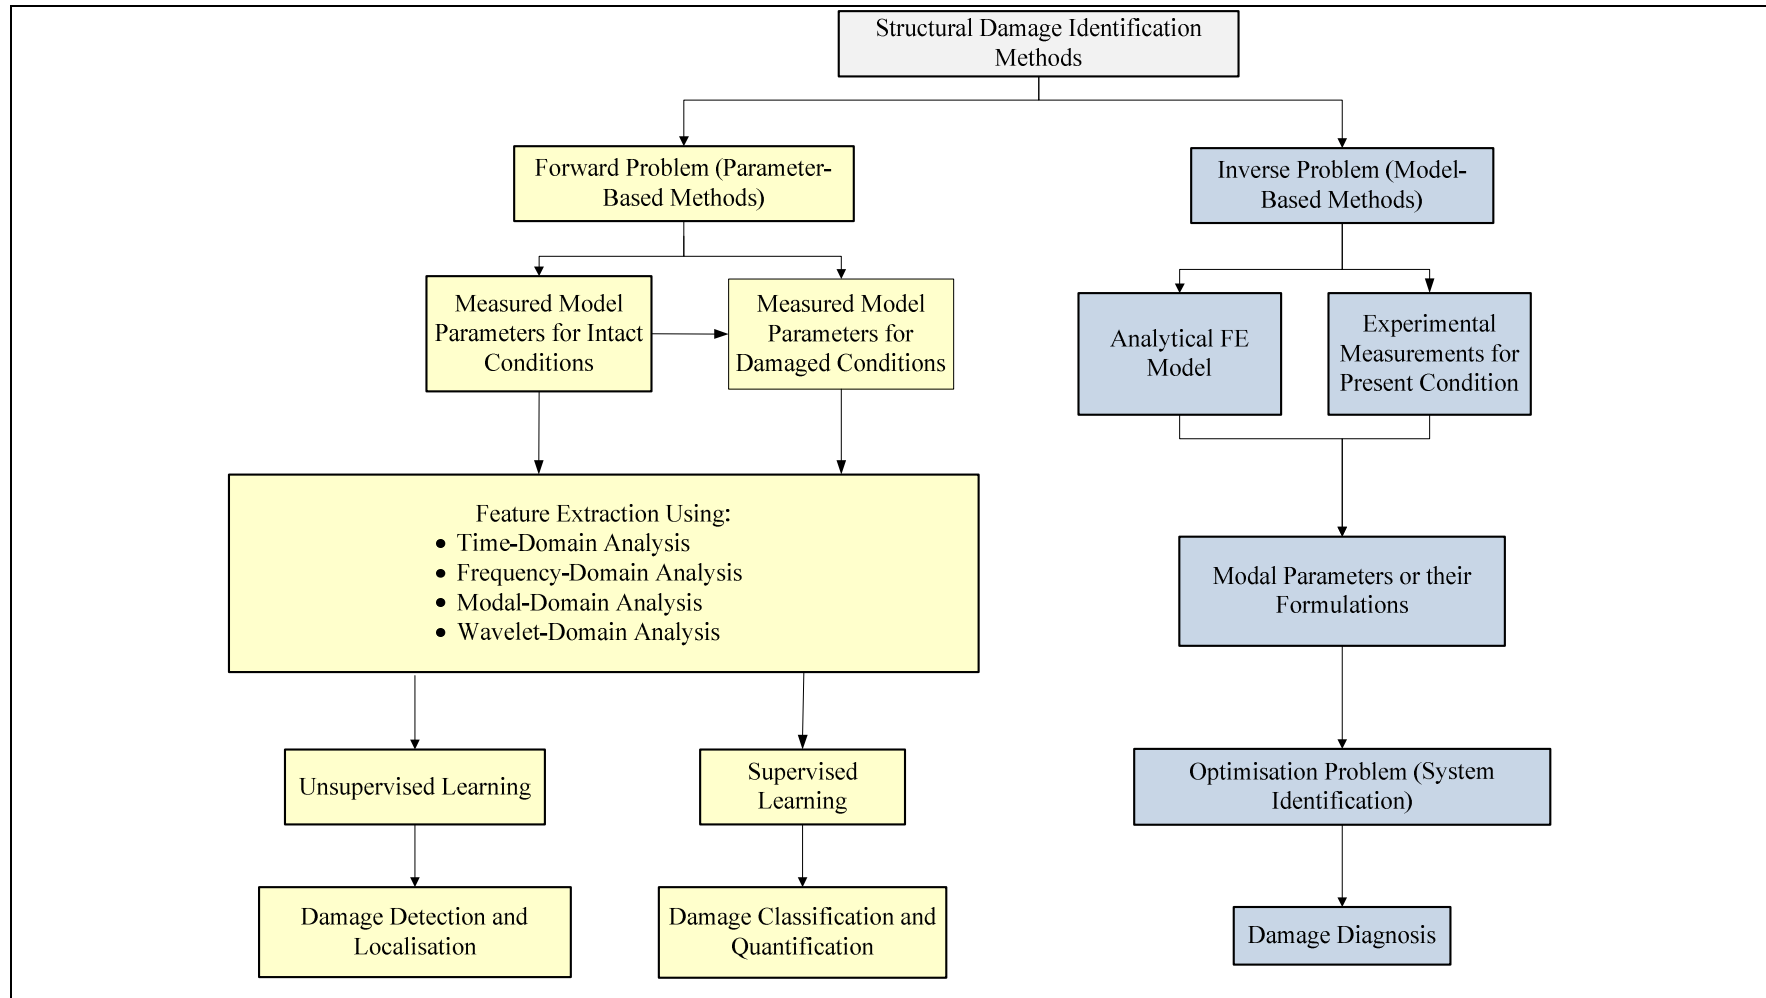 Structural Damage Identification
Methods
Forward Problem (Parameter-
Based Methods)
Inverse Problem (Model-
Based Methods)
Measured Model
Parameters for Intact
Conditions
Measured Model
Parameters for
Damaged Conditions
Analytical FE
Model
Experimental
Measurements for
Present Condition
Feature Extraction Using:
• Time-Domain Analysis
• Frequency-Domain Analysis
• Modal-Domain Analysis
• Wavelet-Domain Analysis
Modal Parameters or their
Formulations
Unsupervised Learning
Supervised
Learning
Optimisation Problem (System
Identification)
Damage Detection and
Localisation
Damage Classification and
Quantification
Damage Diagnosis